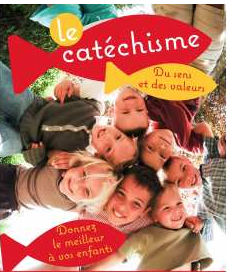 le
catéchisme
Du sens
et des valeurs
Donnez
le meilleur
à vos enfants